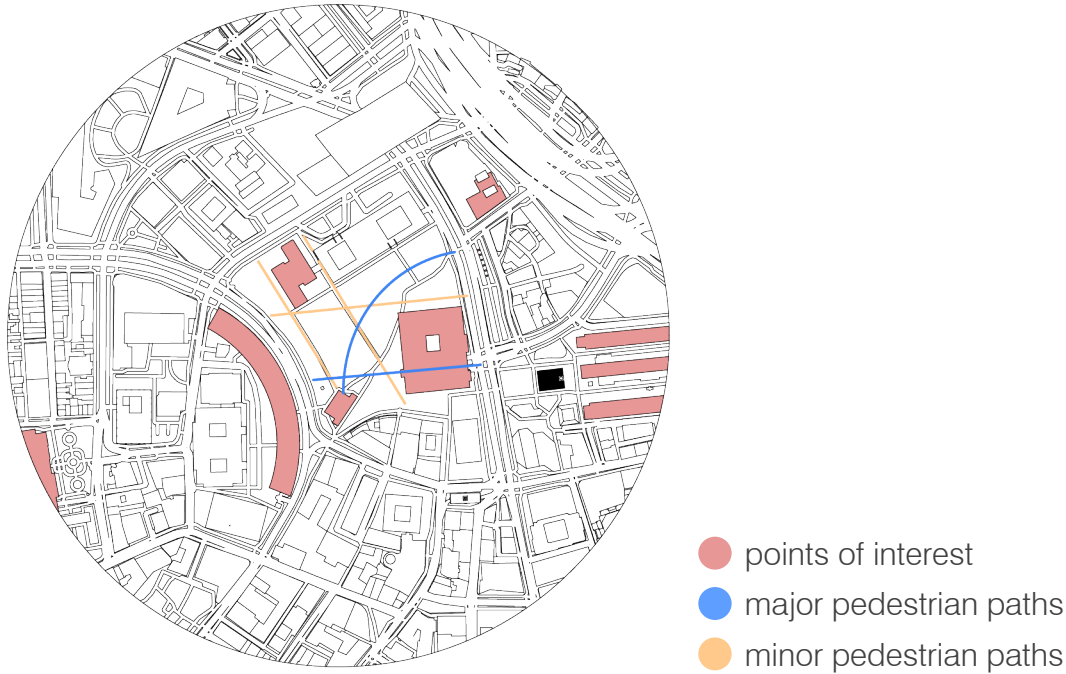 points of interest
major pedestrian paths
minor pedestrian paths